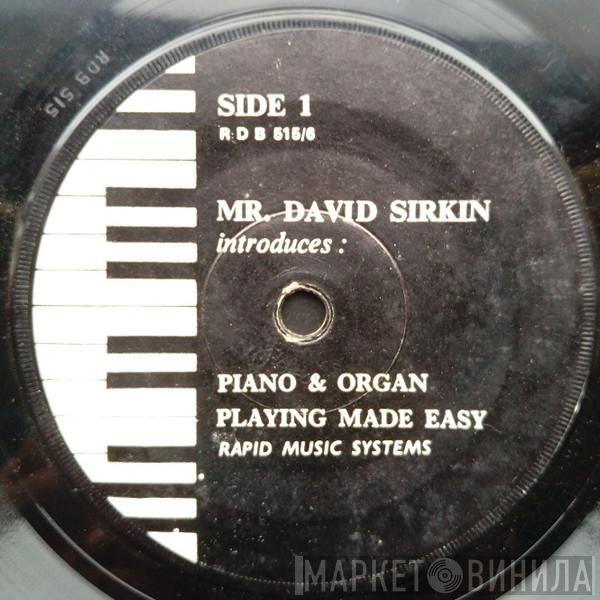 RDB 515
SIDE 1
R D B 515/6
MR. DAVID SIRKIN
introduces :
PIANO & ORGAN
PLAYING MADE EASY
RAPID MUSIC SYSTEMS
МАРКЕТ ВИНИЛА